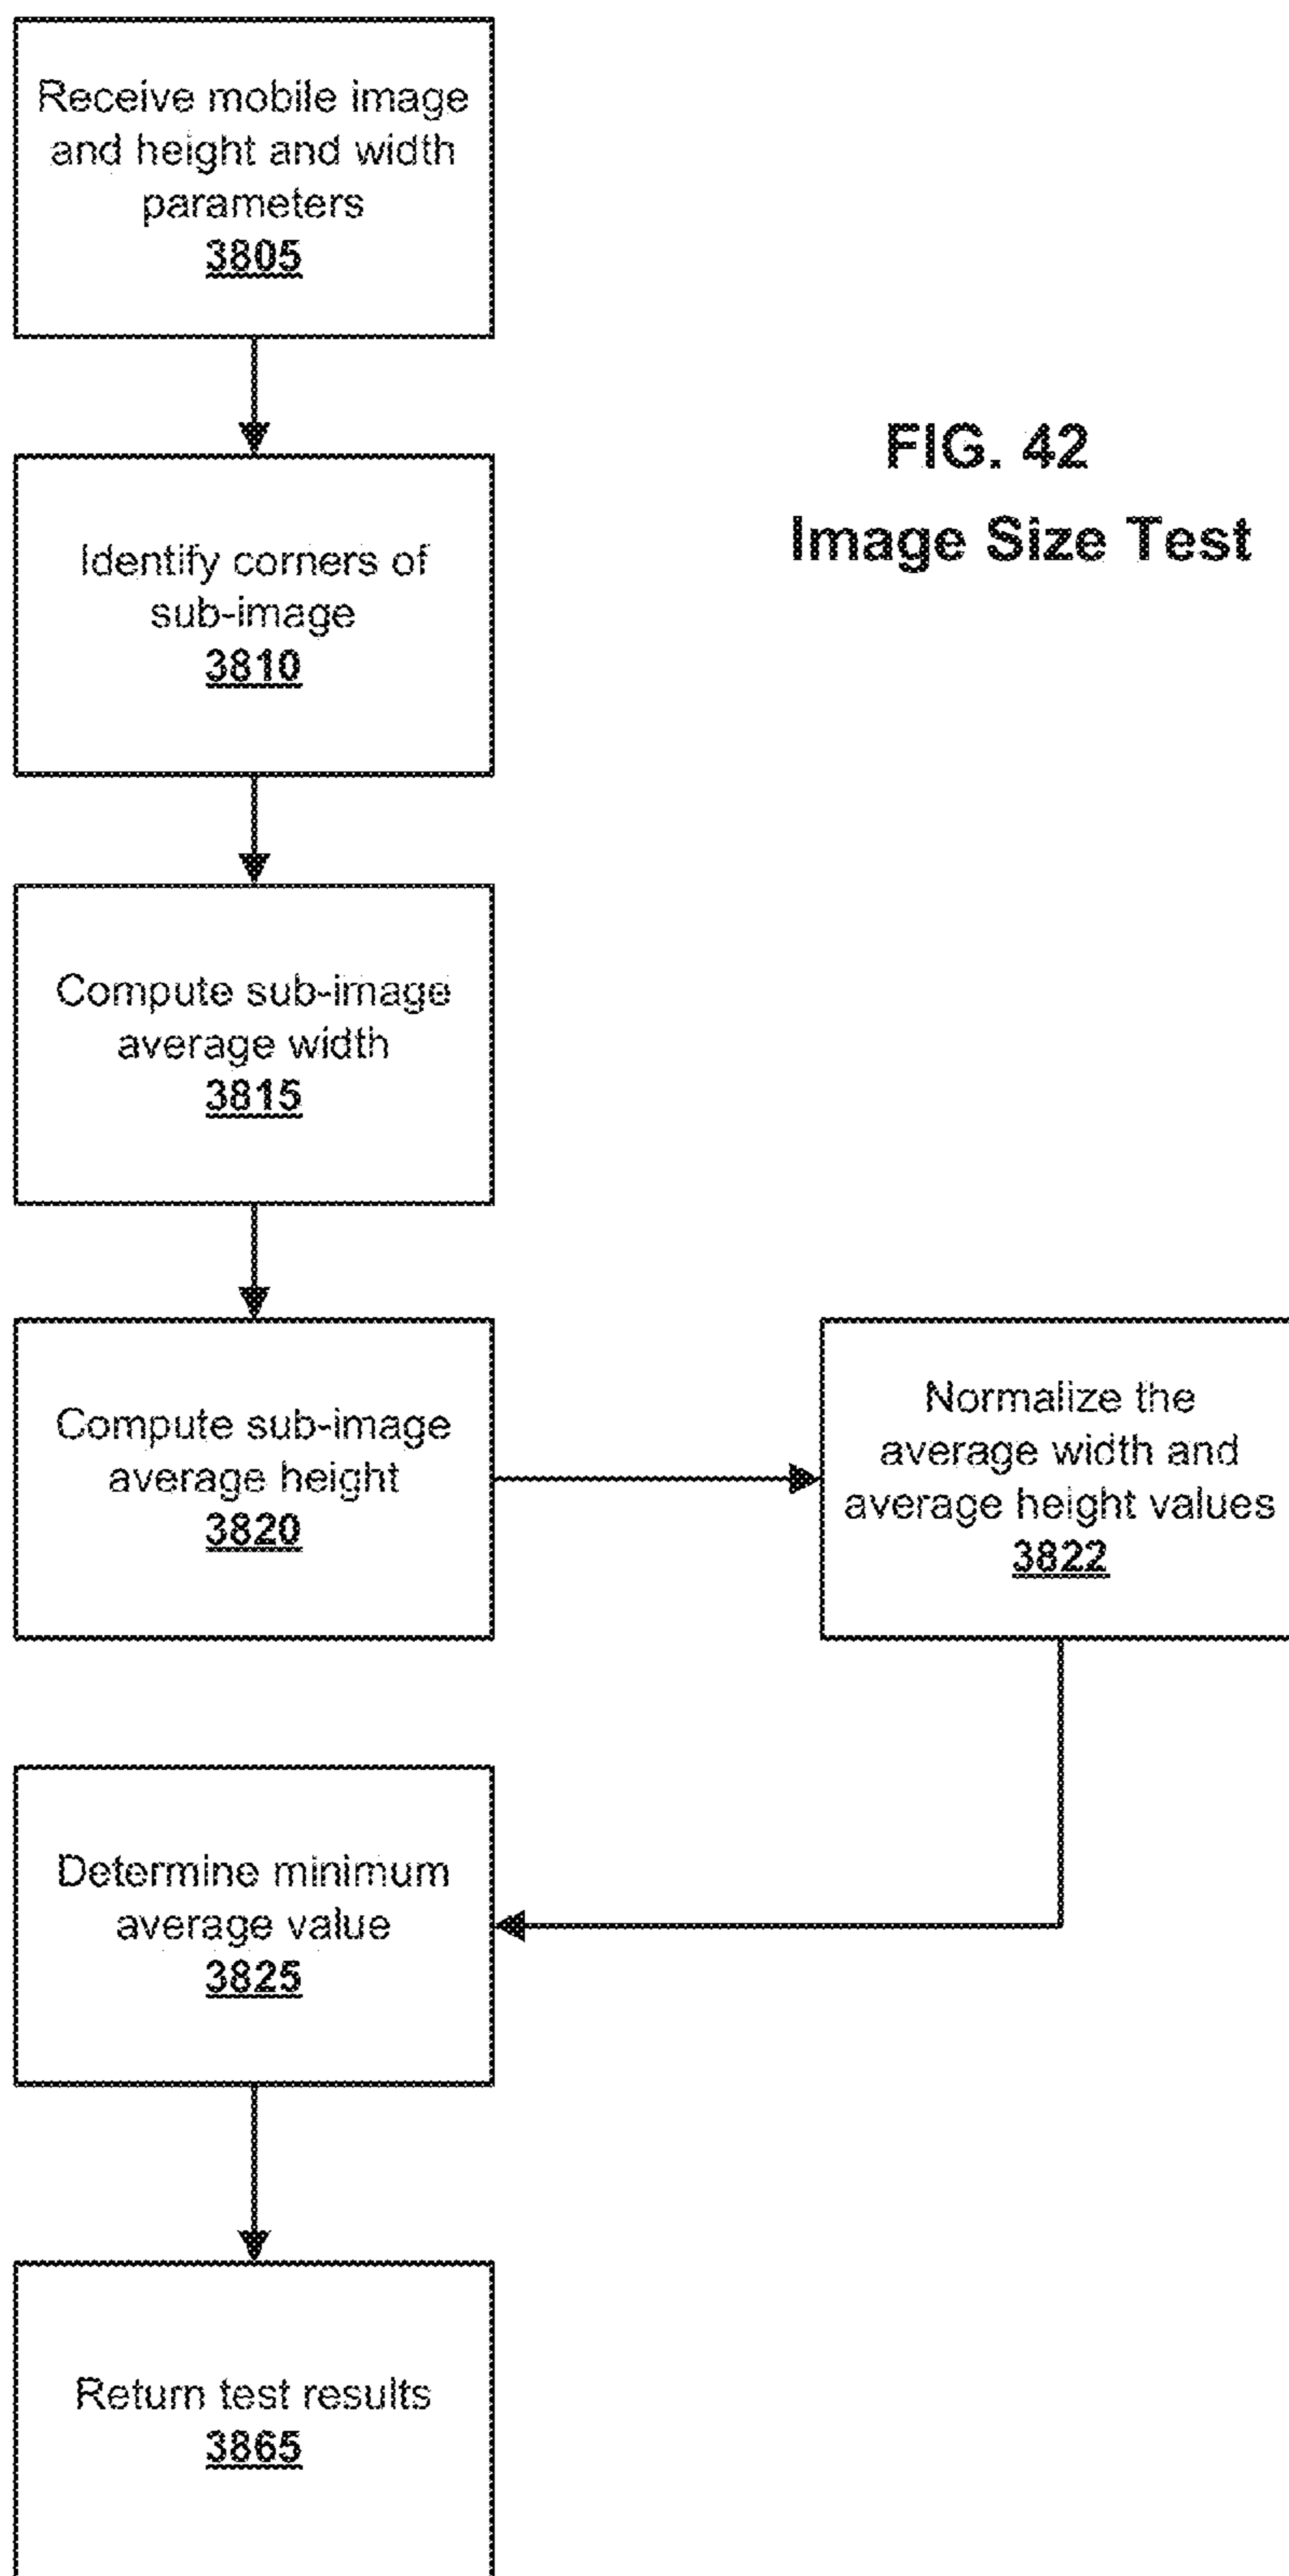 Receive mobile image
and height and width
parameters
3805
FIG. 42
Image Size Test
Identify corners of
sub-image
3810
Compute sub-image
average width
3815
Compute sub-image
average height
3820
Normalize the
average width and
average height values
3822
Determine minimum
average value
3825
Return test results
3865